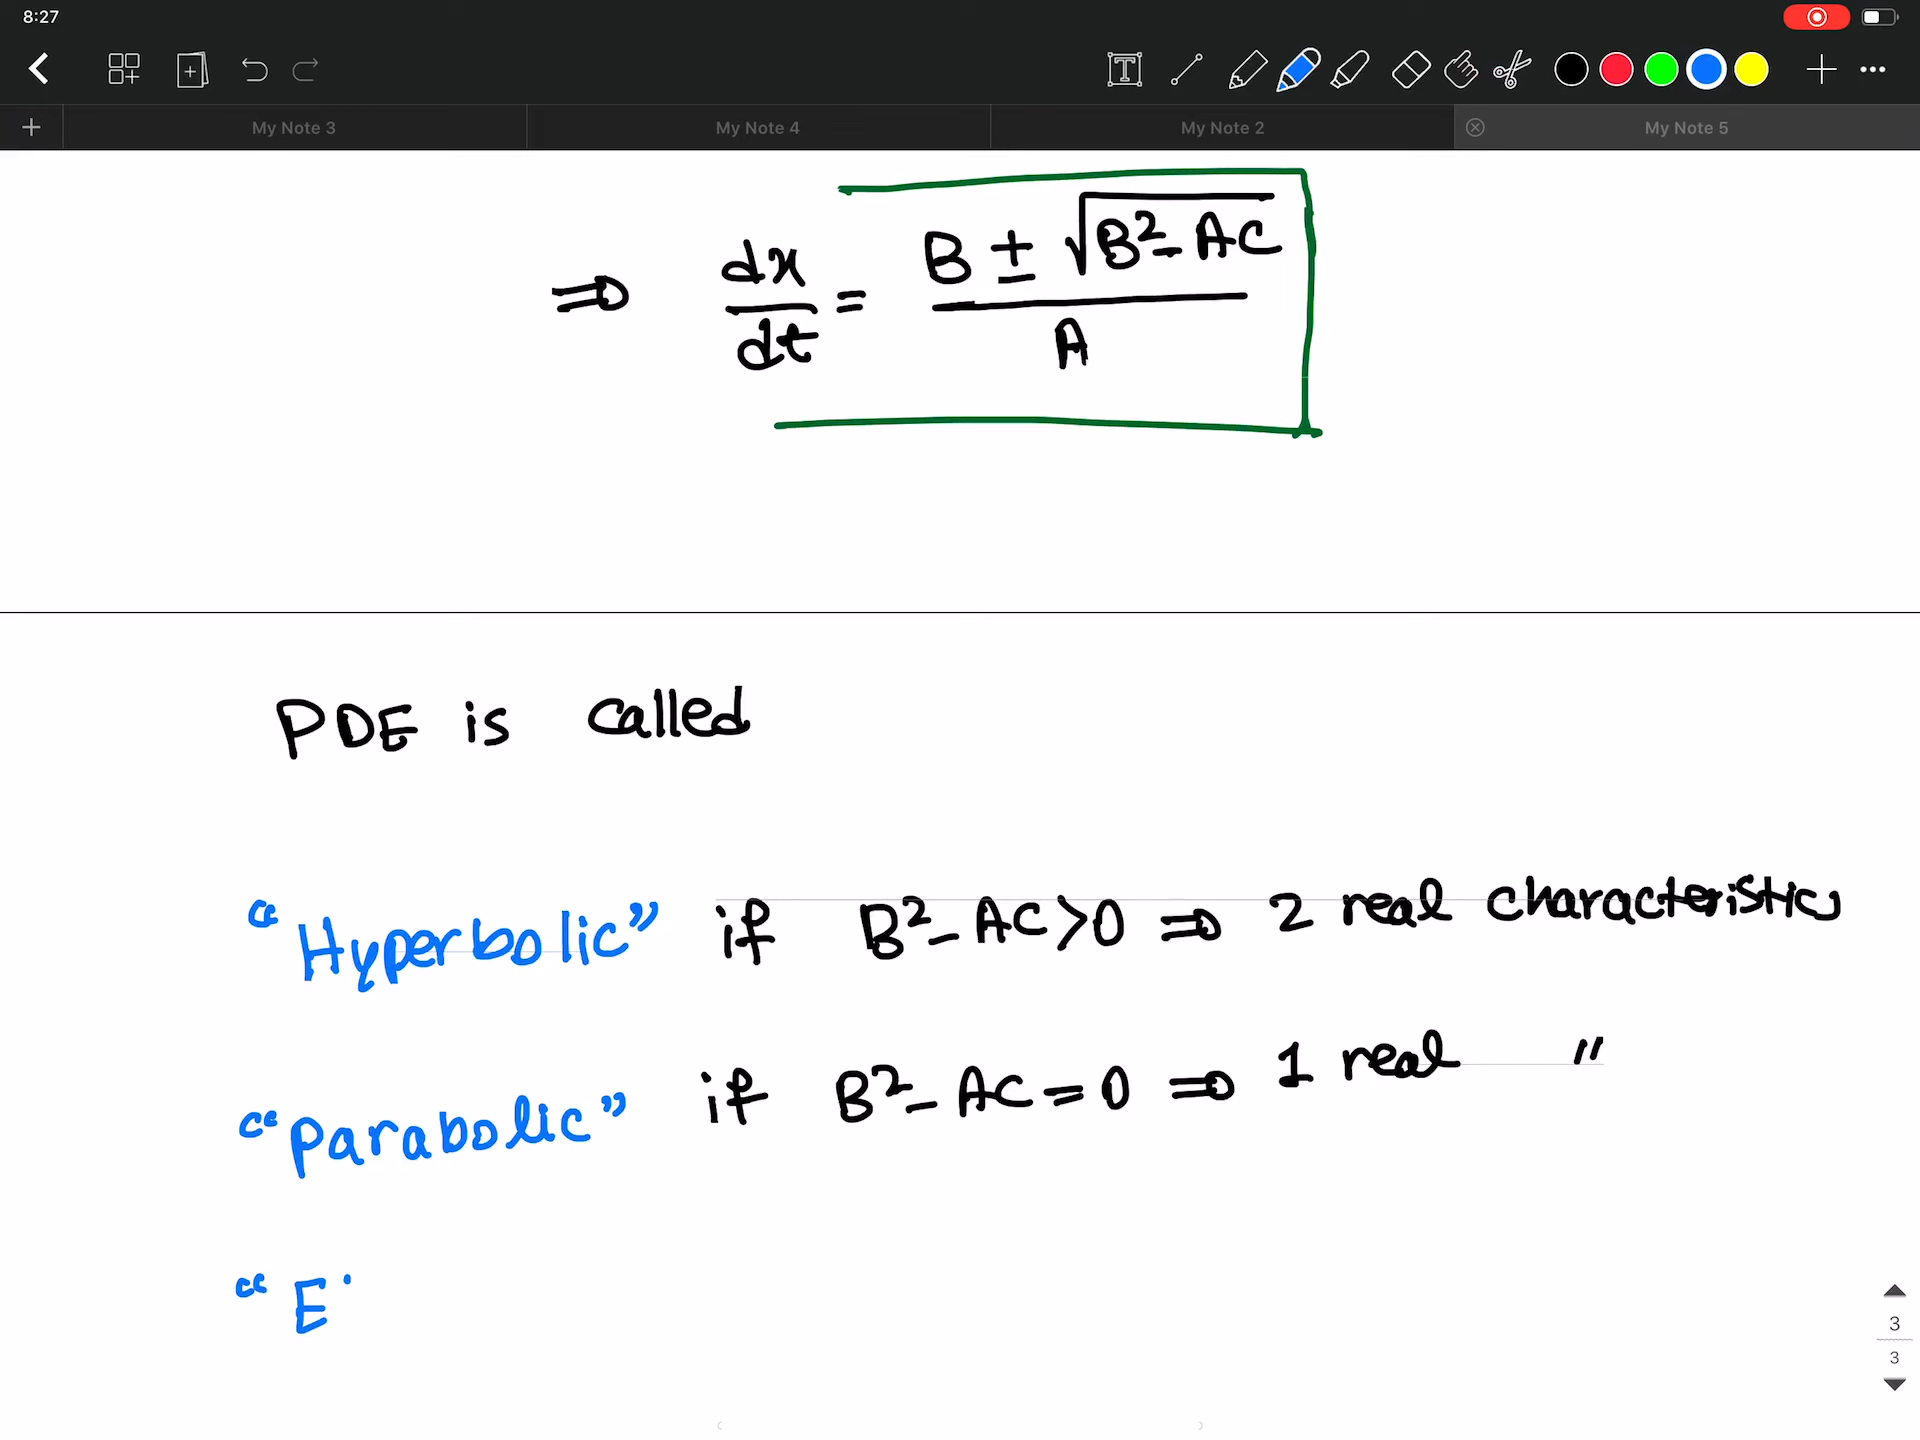 8:27
My Note 3 My Note 4 My Note 2 My Note 5
⇒ dx/dt = (B ± √(B² - AC))/A
PDE is called
"Hyperbolic" if B² - AC > 0 ⇒ 2 real characteristics
"Parabolic" if B² - AC = 0 ⇒ 1 real "
"E
3
3